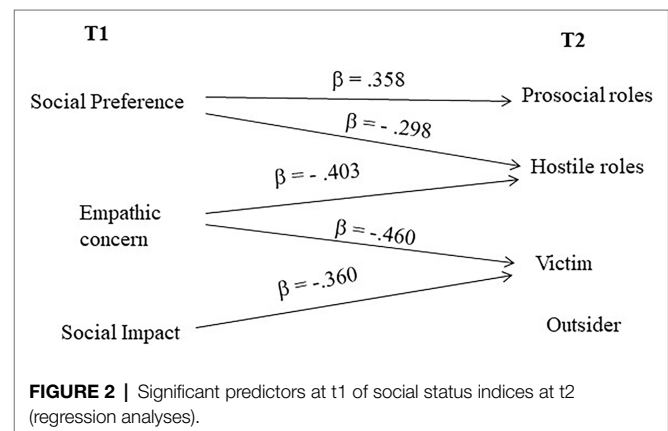 T1
T2
Social Preference
β = .358
Prosocial roles
β = - .298
Hostile roles
β = - .403
Empathic
concern
β = -.460
Victim
β = -.360
Social Impact
Outsider
FIGURE 2 | Significant predictors at t1 of social status indices at t2
(regression analyses).